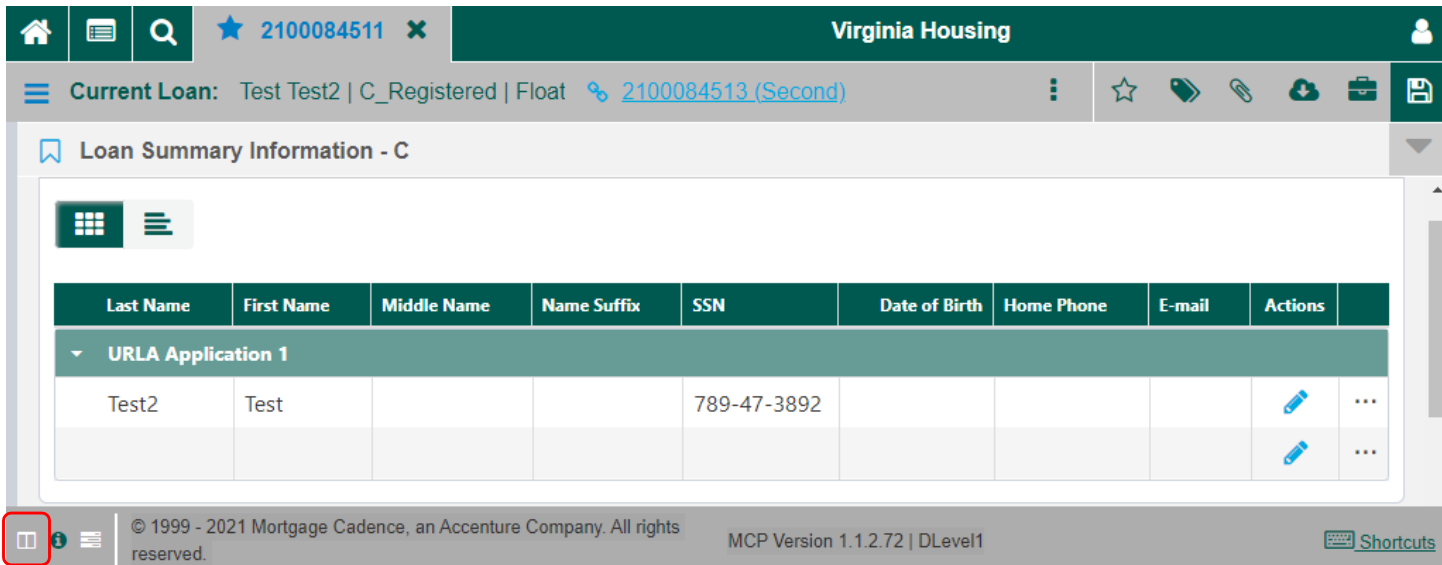 2100084511 Virginia Housing
Current Loan: Test Test2 | C_Registered | Float 2100084513 (Second)
Loan Summary Information - C
Last Name First Name Middle Name Name Suffix SSN Date of Birth Home Phone E-mail Actions
URLA Application 1
Test2 Test 789-47-3892
© 1999 - 2021 Mortgage Cadence, an Accenture Company. All rights
reserved.
MCP Version 1.1.2.72 | DLevel1
Shortcuts